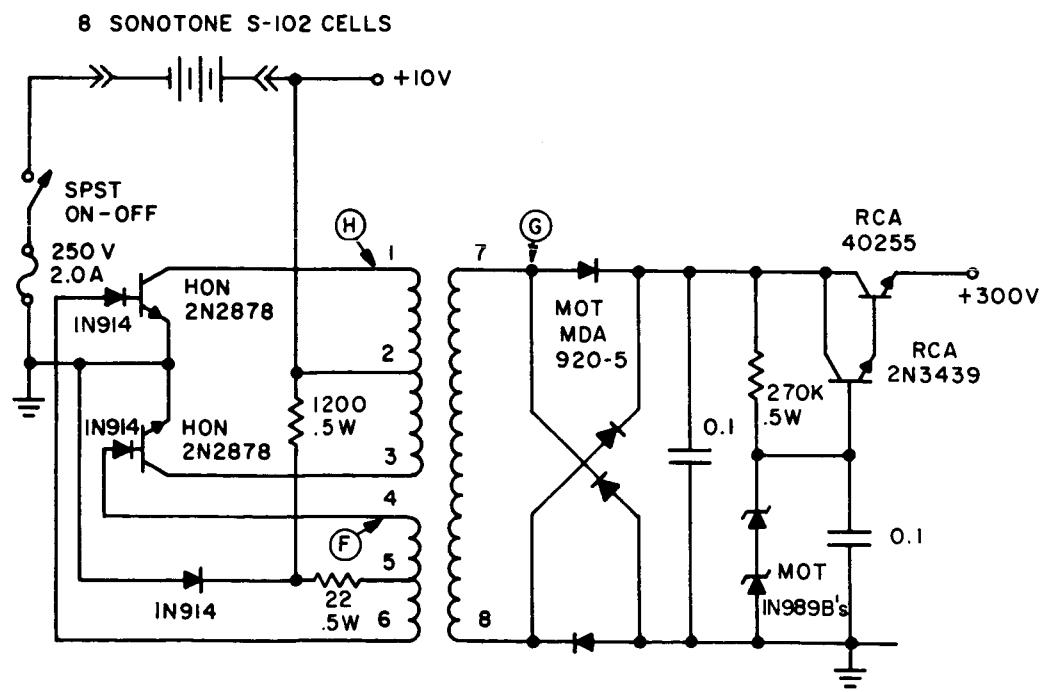 8 SONOTONE S-102 CELLS
+10V
SPST
ON-OFF
250 V
2.0 A
IN914
HON
2N2878
H
1
2
3
IN914
HON
2N2878
1200
.5W
4
F
5
6
IN914
22
.5W
7
8
G
MOT
MDA
920-5
0.1
270K
.5W
RCA
40255
+300V
RCA
2N3439
0.1
MOT
IN989B's